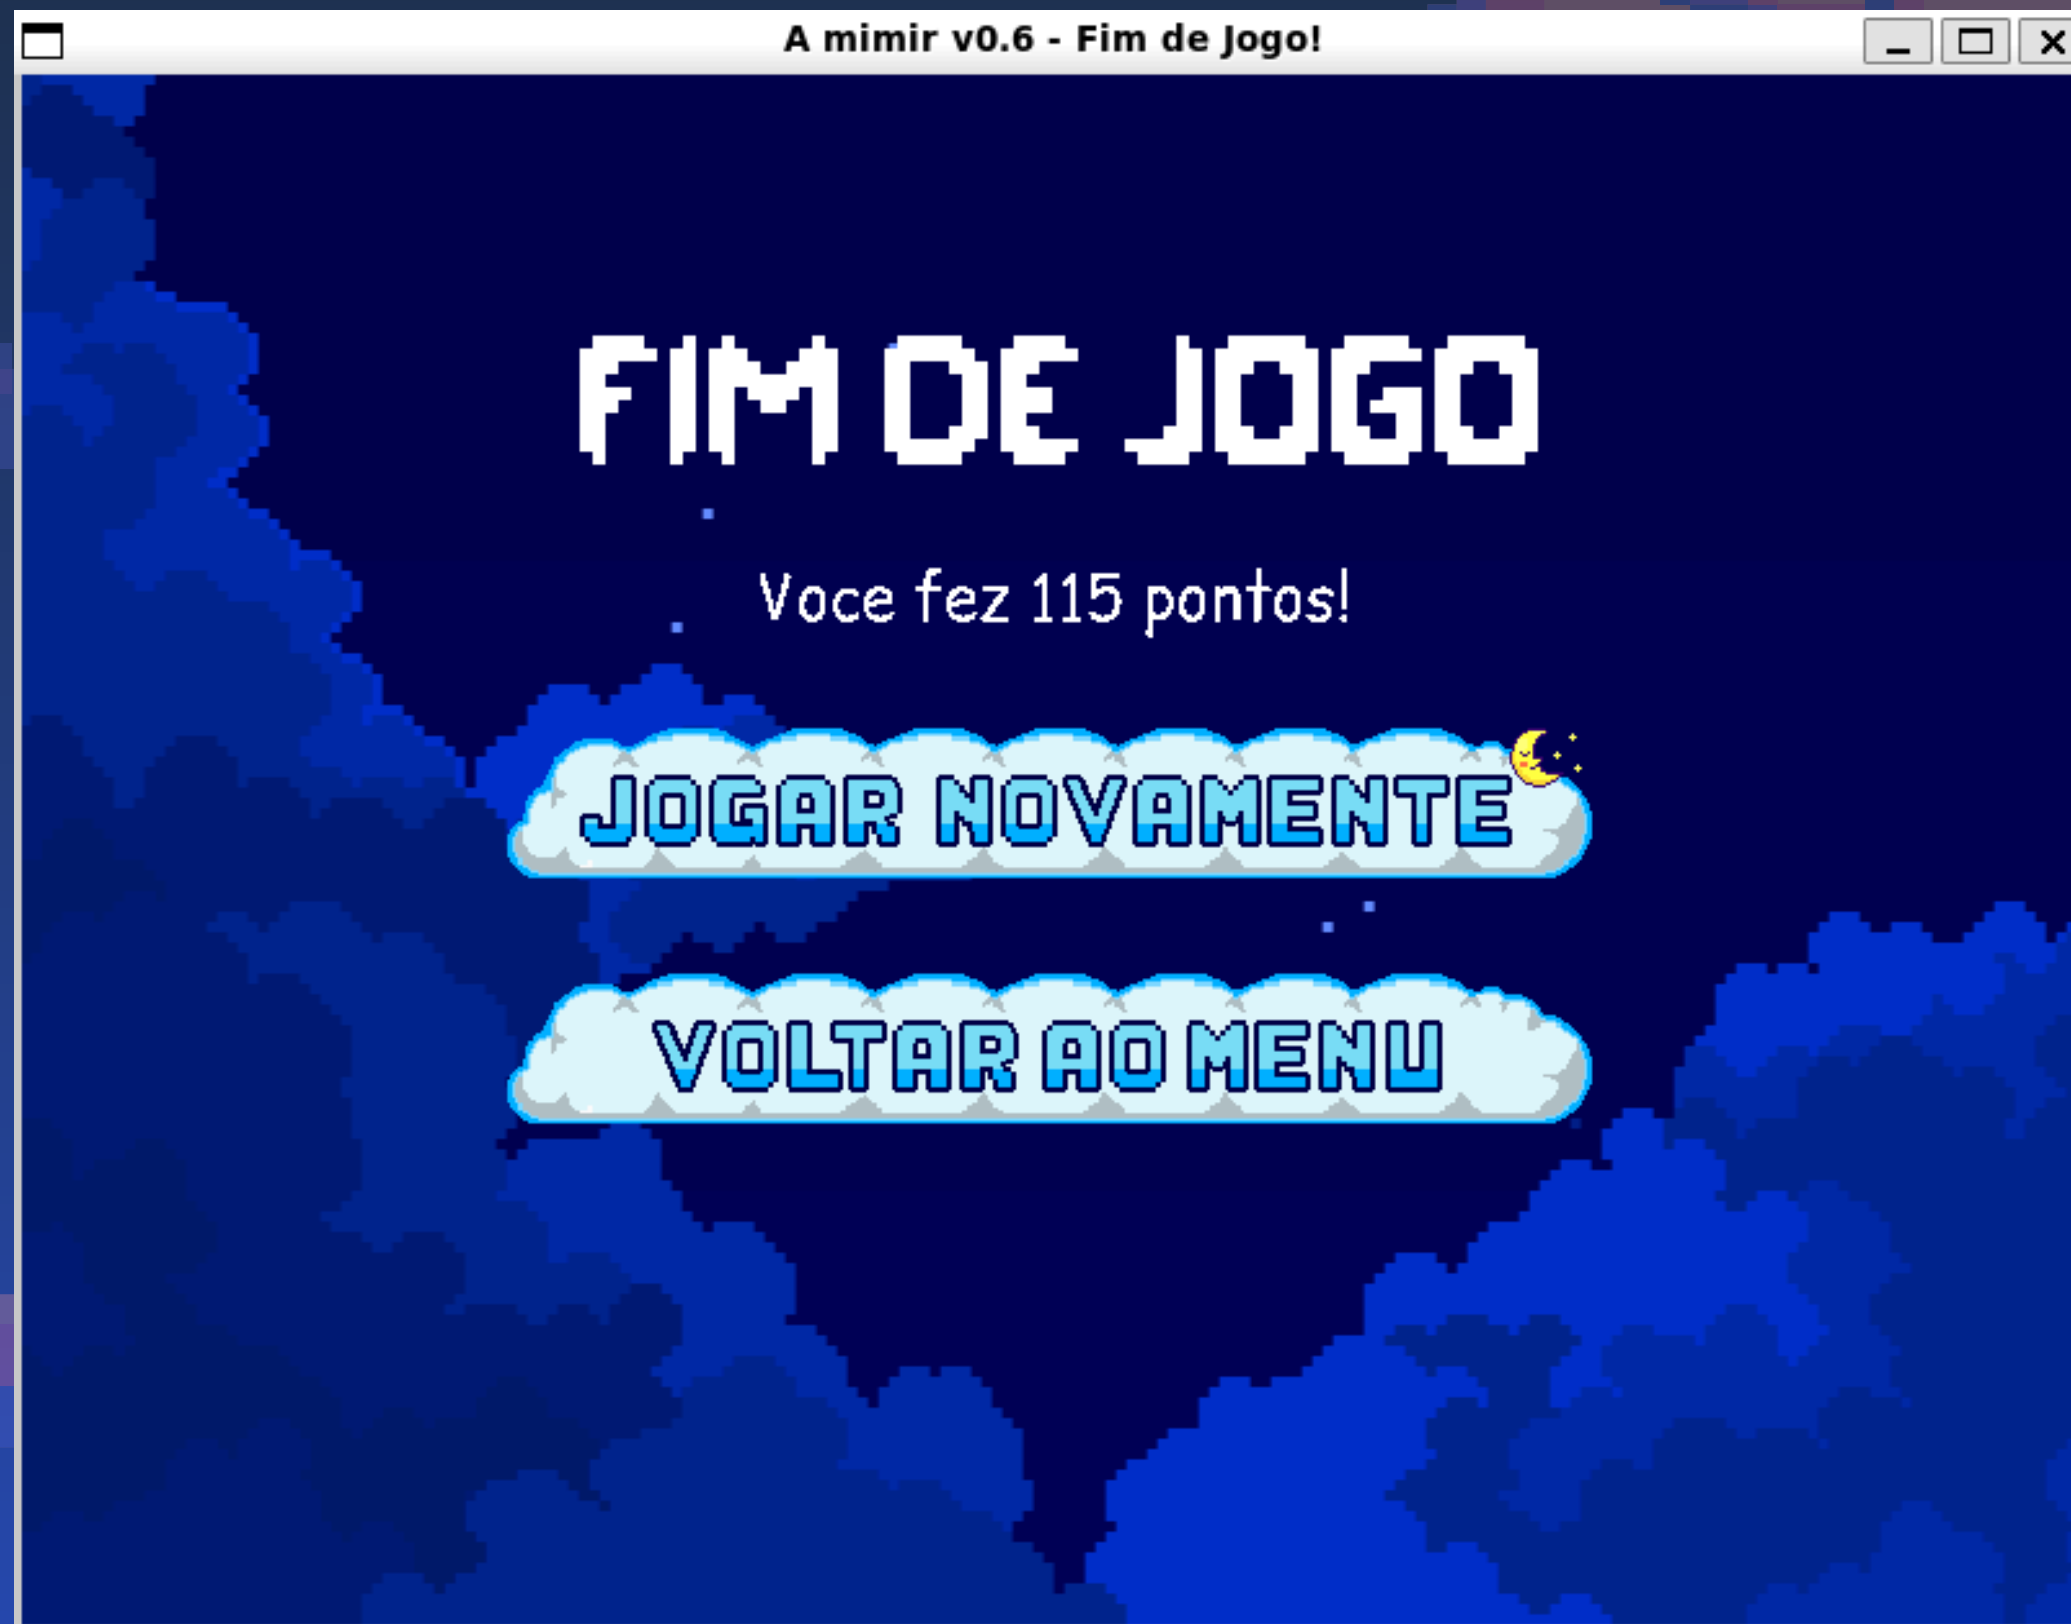 A mimir v0.6 - Fim de Jogo!
FIM DE JOGO
Voce fez 115 pontos!
JOGAR NOVAMENTE
VOLTAR AO MENU